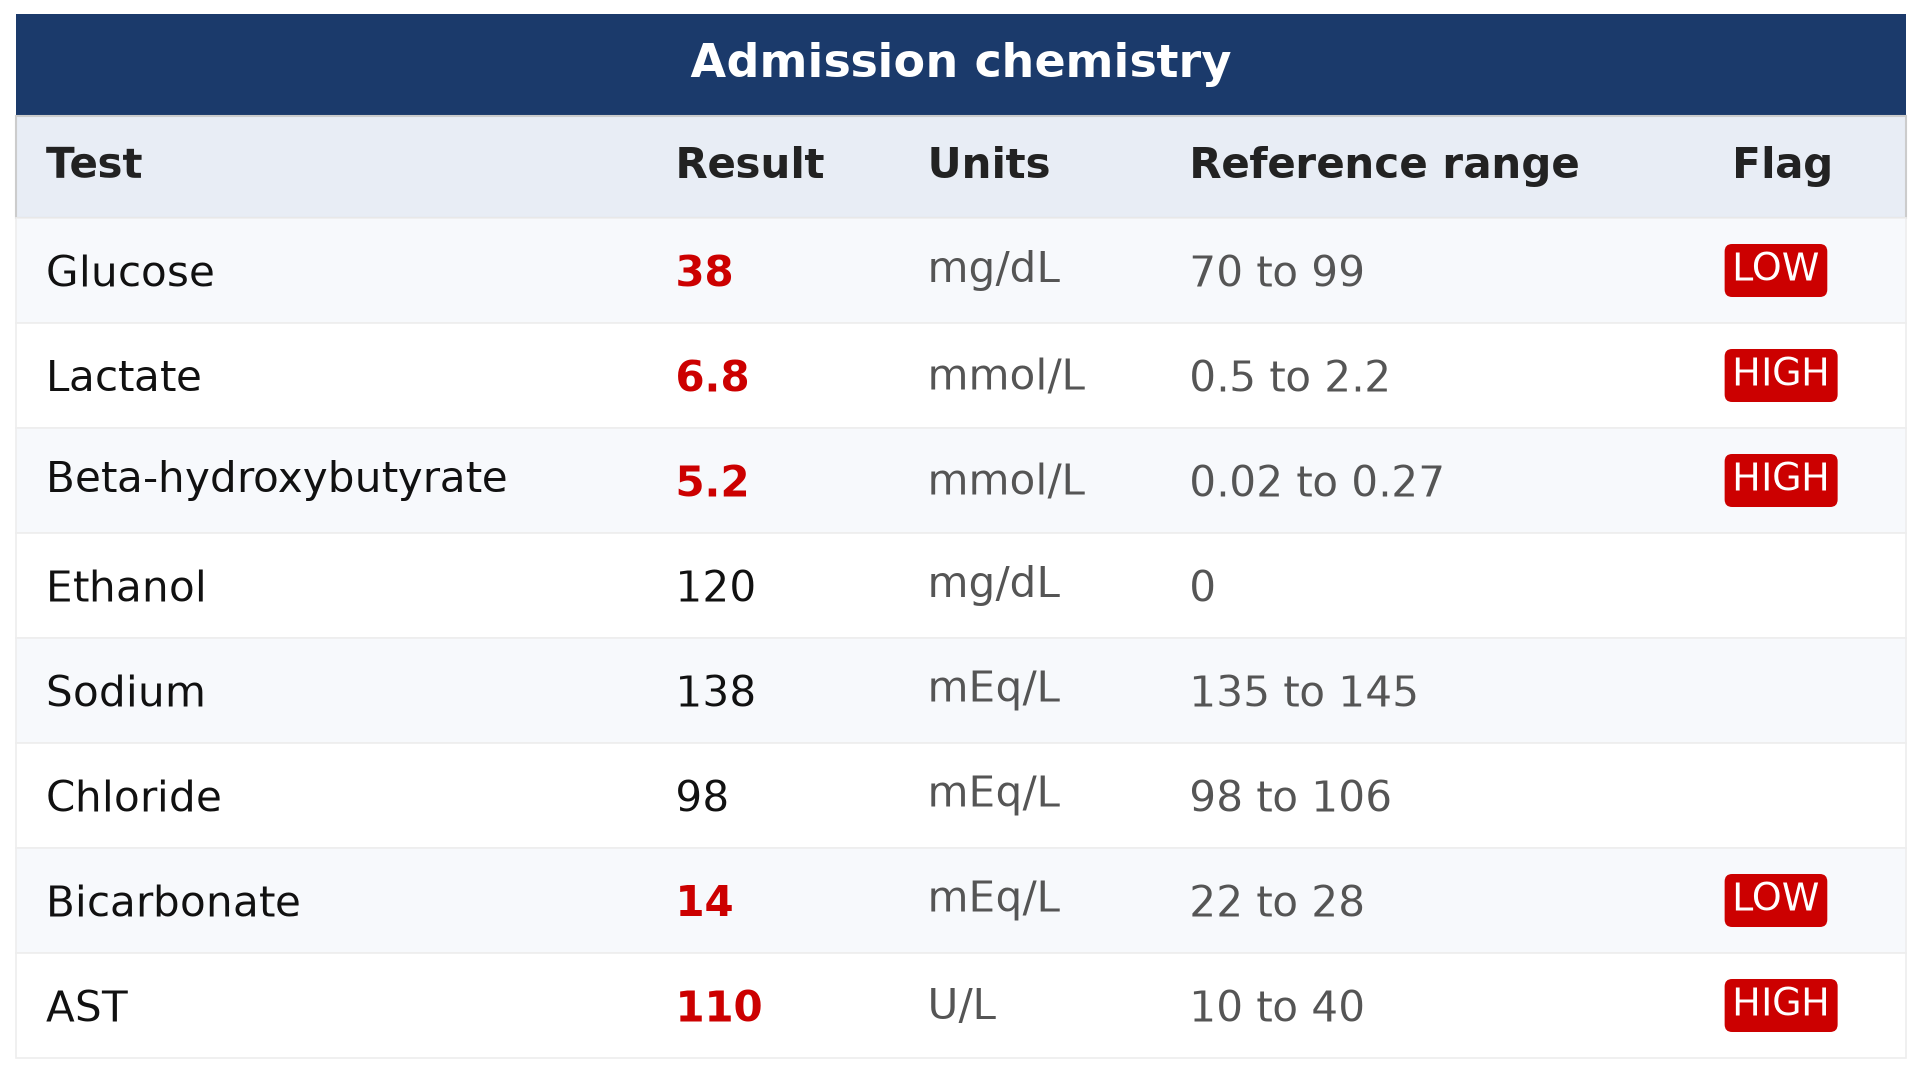 Admission chemistry
Test Result Units Reference range Flag
Glucose 38 mg/dL 70 to 99 LOW
Lactate 6.8 mmol/L 0.5 to 2.2 HIGH
Beta-hydroxybutyrate 5.2 mmol/L 0.02 to 0.27 HIGH
Ethanol 120 mg/dL 0
Sodium 138 mEq/L 135 to 145
Chloride 98 mEq/L 98 to 106
Bicarbonate 14 mEq/L 22 to 28 LOW
AST 110 U/L 10 to 40 HIGH